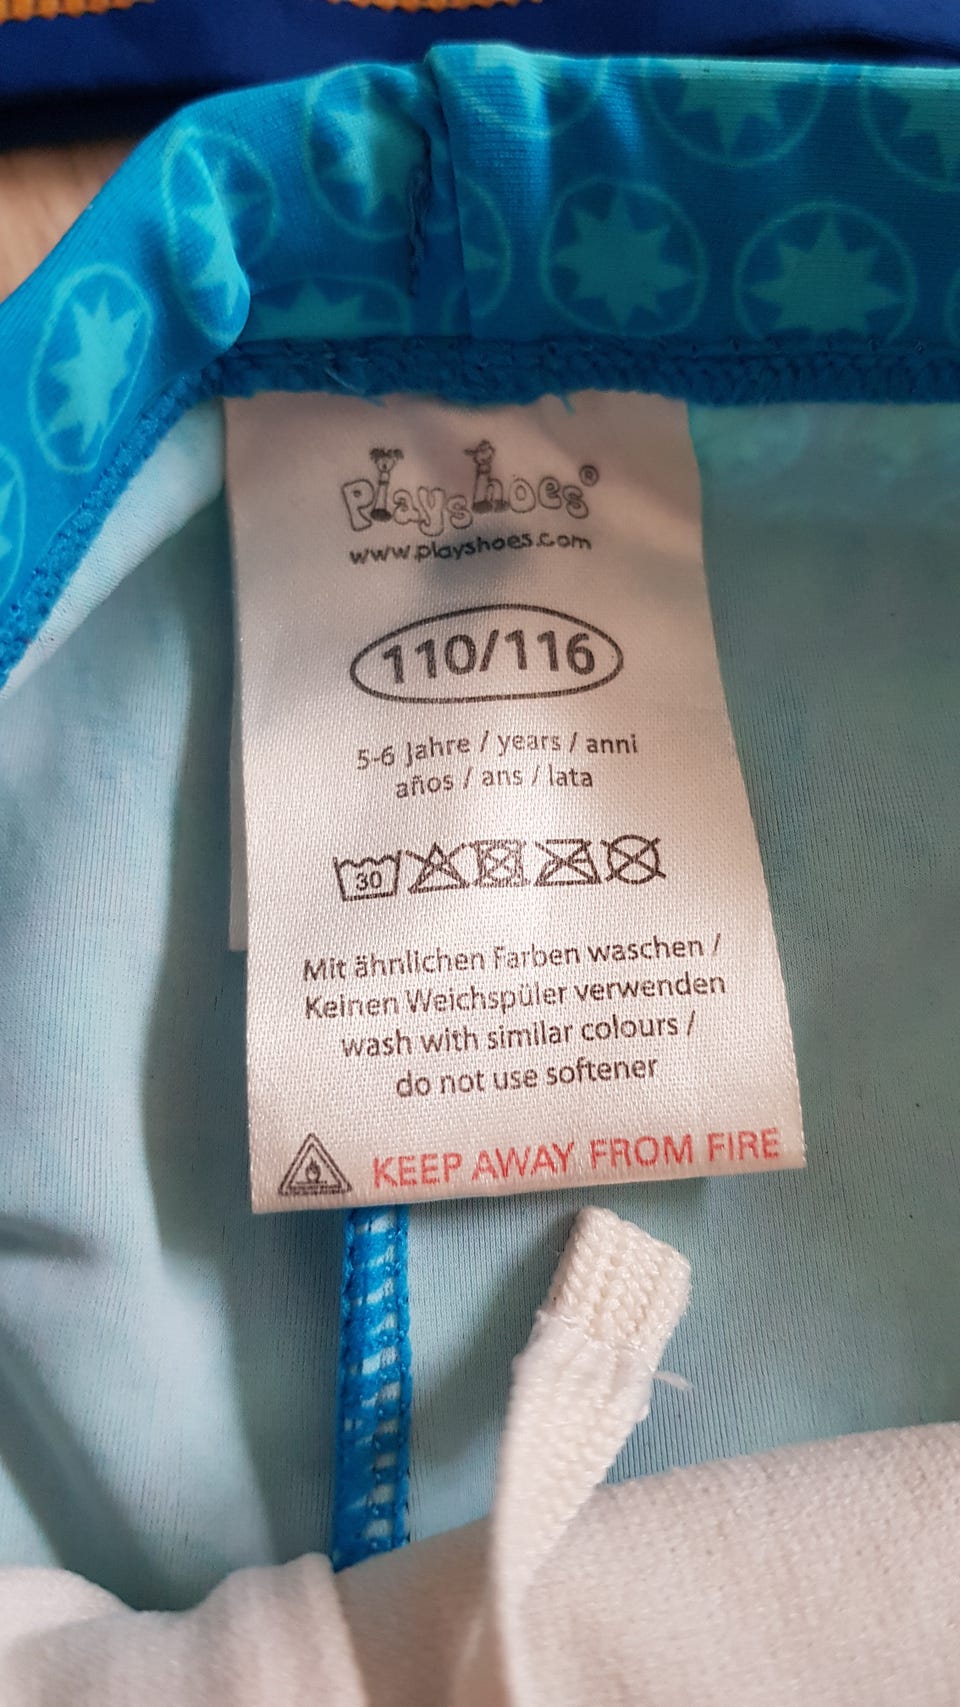 Playshoes®
www.playshoes.com
110/116
5-6 Jahre / years / anni
años / ans / lata
30
Mit ähnlichen Farben waschen /
Keinen Weichspüler verwenden
wash with similar colours /
do not use softener
KEEP AWAY FROM FIRE